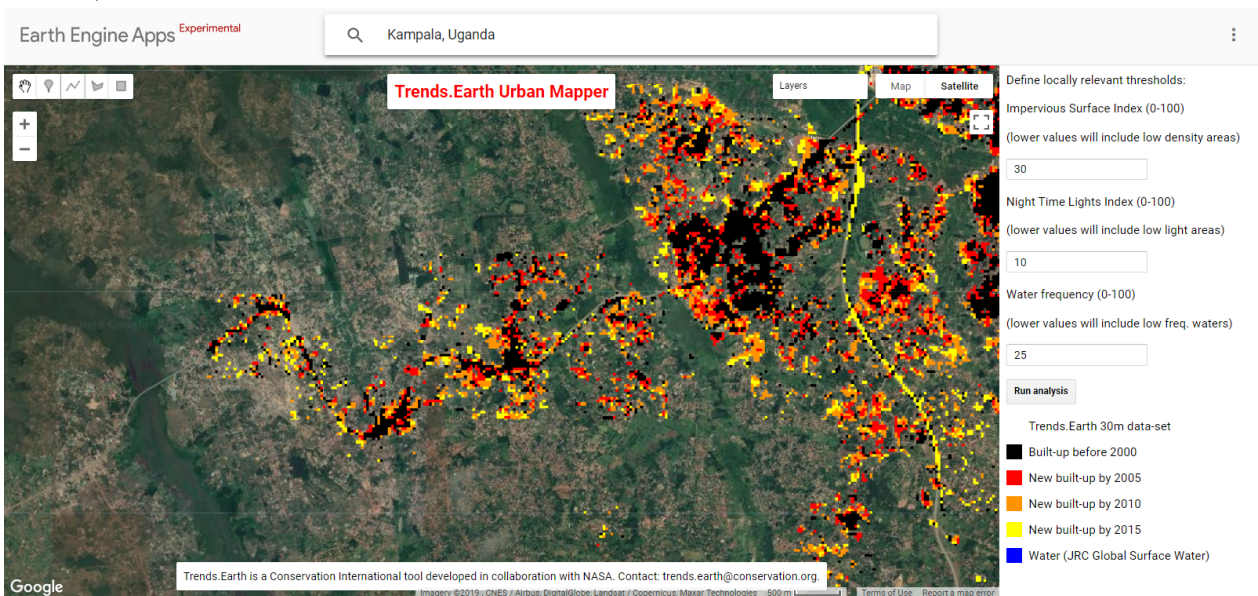 Earth Engine Apps Experimental
Kampala, Uganda
Trends.Earth Urban Mapper
Layers
Map
Satellite
+
−
Define locally relevant thresholds:
Impervious Surface Index (0-100)
(lower values will include low density areas)
30
Night Time Lights Index (0-100)
(lower values will include low light areas)
10
Water frequency (0-100)
(lower values will include low freq. waters)
25
Run analysis
Trends.Earth 30m data-set
Built-up before 2000
New built-up by 2005
New built-up by 2010
New built-up by 2015
Water (JRC Global Surface Water)
Trends.Earth is a Conservation International tool developed in collaboration with NASA. Contact: trends.earth@conservation.org.
Google
Imagery ©2019 , CNES / Airbus, DigitalGlobe, Landsat / Copernicus, Maxar Technologies
500 m
Terms of Use
Report a map error